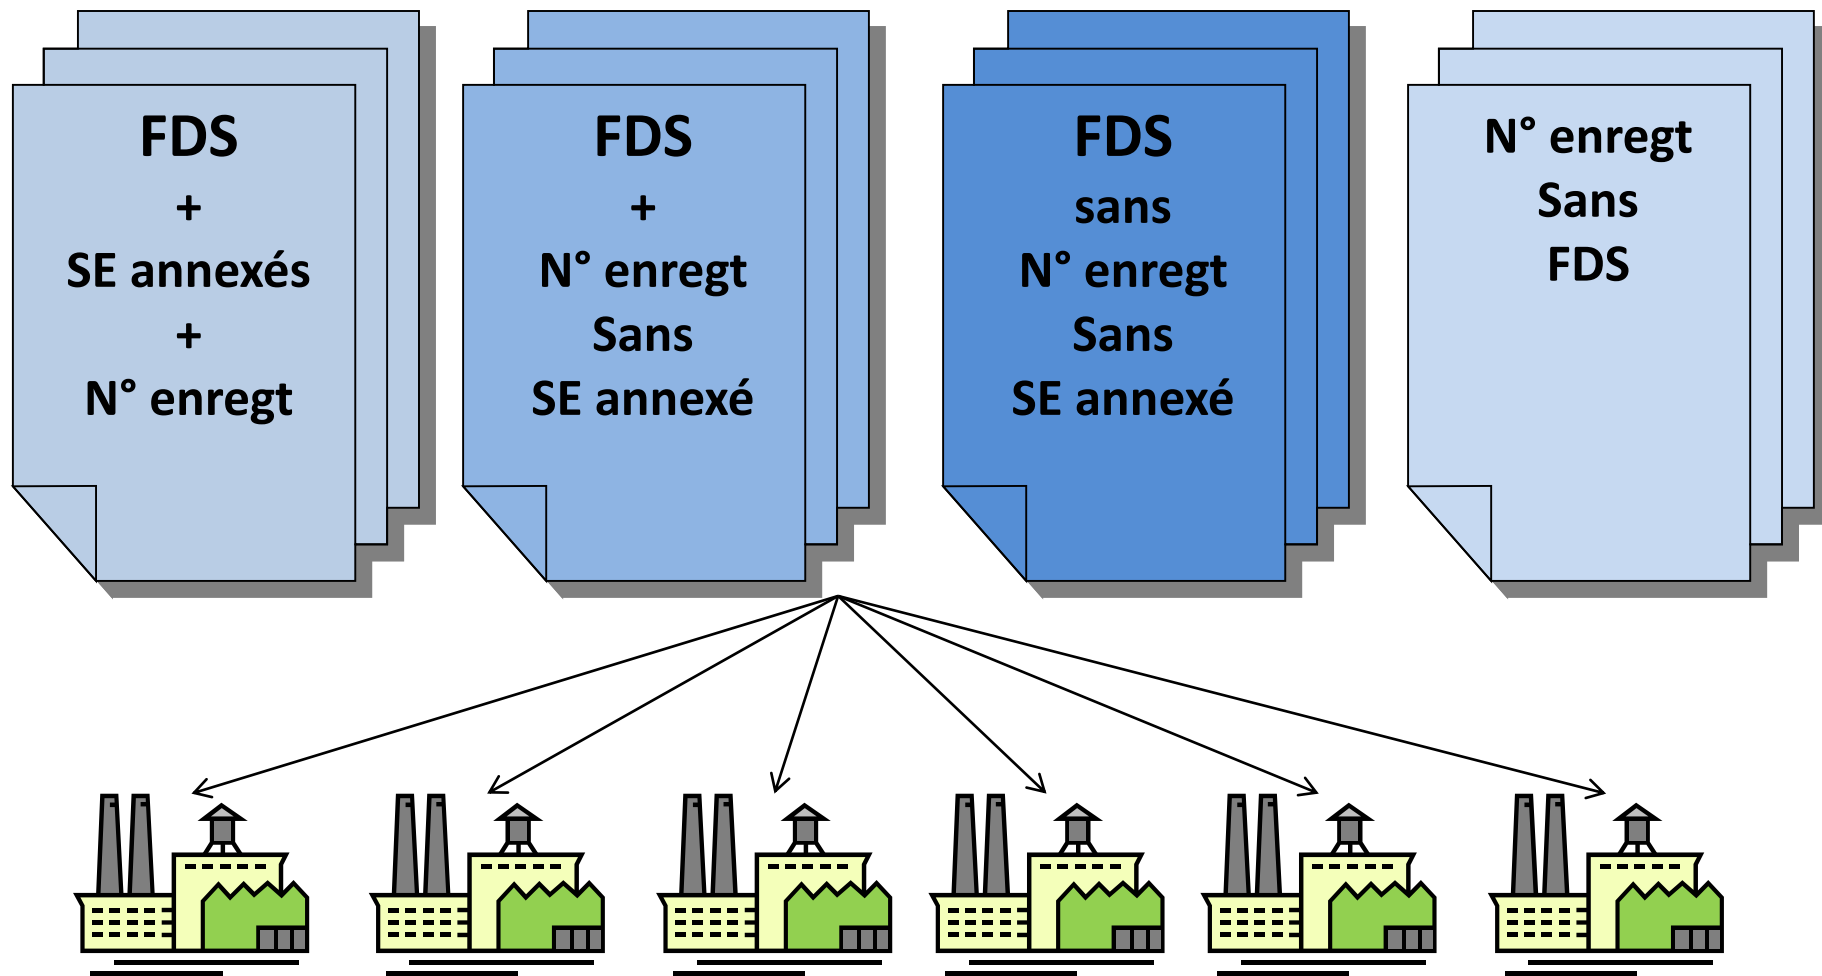 FDS
+
SE annexés
+
N° enregt
FDS
+
N° enregt
Sans
SE annexé
FDS
sans
N° enregt
Sans
SE annexé
N° enregt
Sans
FDS